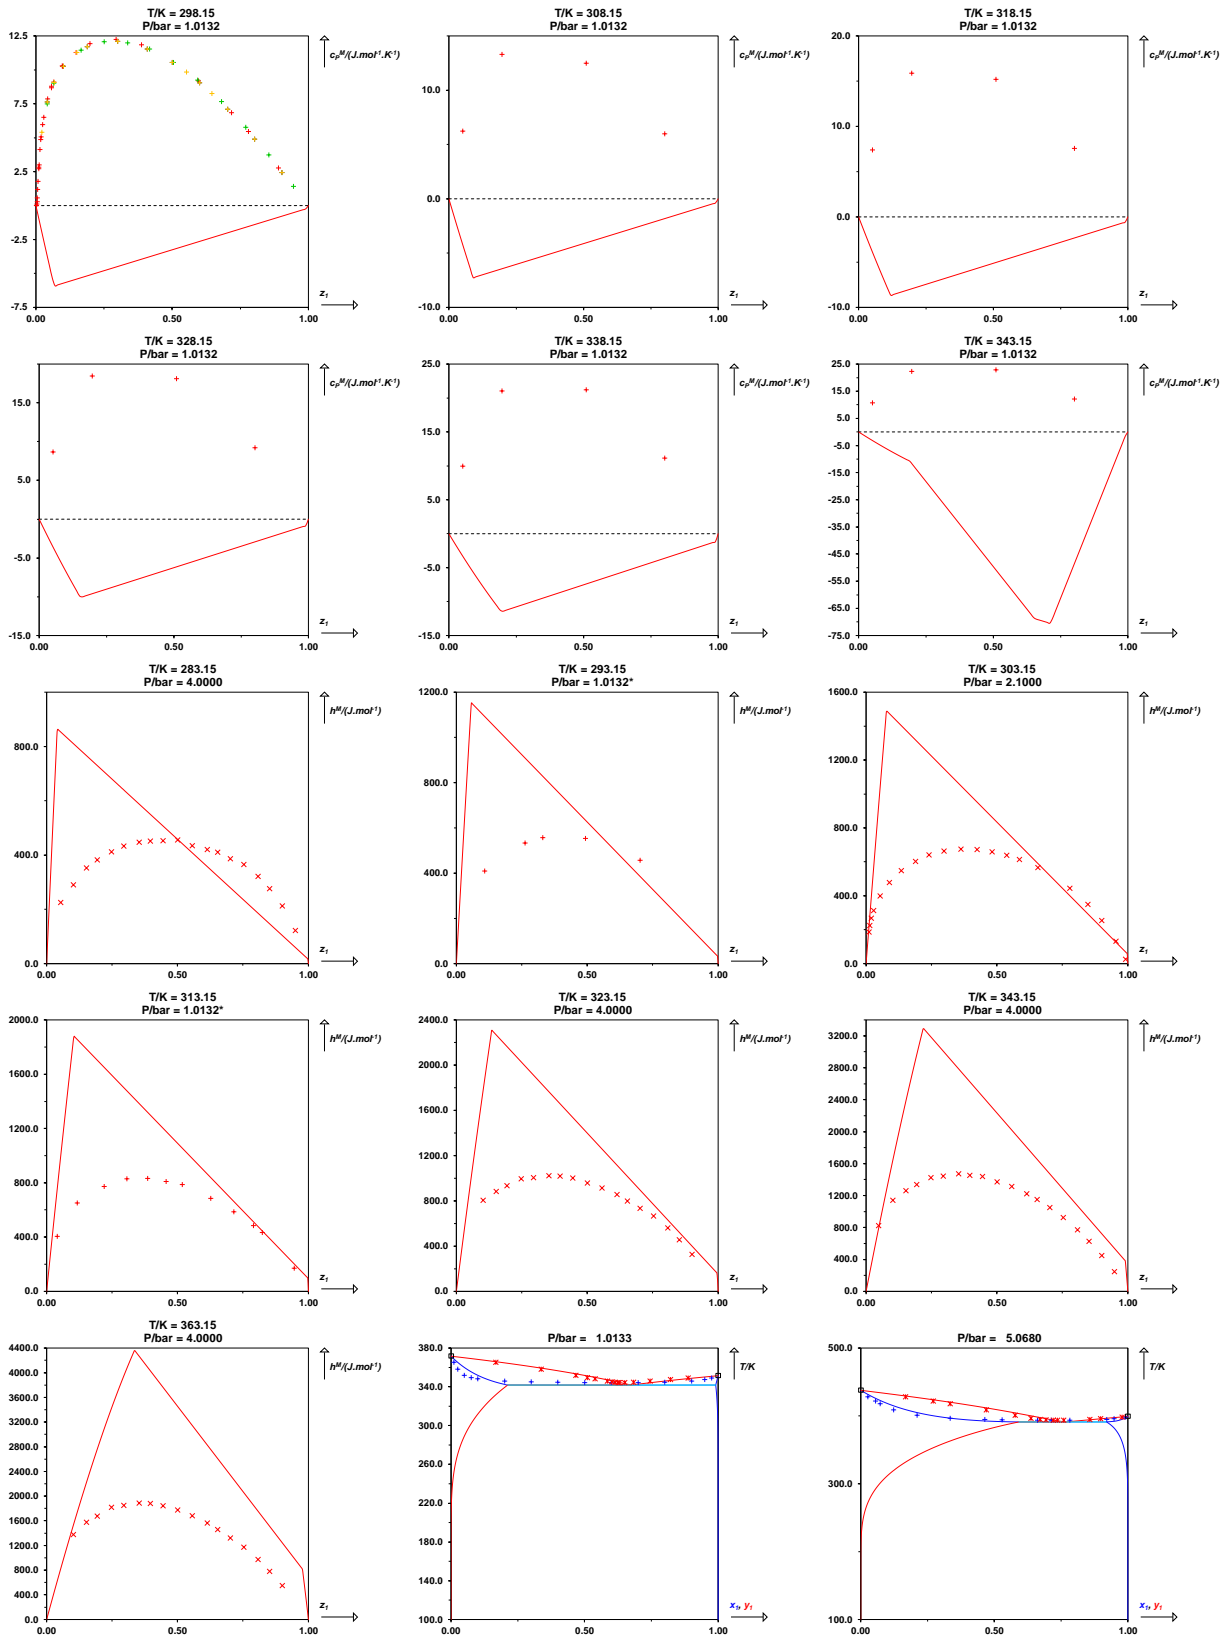 T/K = 298.15
P/bar = 1.0132
12.5
7.5
2.5
-2.5
-7.5
0.00
0.50
1.00
cP^M/(J.mol-1.K-1)
z1
T/K = 308.15
P/bar = 1.0132
10.0
0.0
-10.0
0.00
0.50
1.00
cP^M/(J.mol-1.K-1)
z1
T/K = 318.15
P/bar = 1.0132
20.0
10.0
0.0
-10.0
0.00
0.50
1.00
cP^M/(J.mol-1.K-1)
z1
T/K = 328.15
P/bar = 1.0132
15.0
5.0
-5.0
-15.0
0.00
0.50
1.00
cP^M/(J.mol-1.K-1)
z1
T/K = 338.15
P/bar = 1.0132
25.0
15.0
5.0
-5.0
-15.0
0.00
0.50
1.00
cP^M/(J.mol-1.K-1)
z1
T/K = 343.15
P/bar = 1.0132
25.0
15.0
5.0
-5.0
-15.0
-25.0
-35.0
-45.0
-55.0
-65.0
-75.0
0.00
0.50
1.00
cP^M/(J.mol-1.K-1)
z1
T/K = 283.15
P/bar = 4.0000
800.0
400.0
0.0
0.00
0.50
1.00
h^M/(J.mol-1)
z1
T/K = 293.15
P/bar = 1.0132*
1200.0
800.0
400.0
0.0
0.00
0.50
1.00
h^M/(J.mol-1)
z1
T/K = 303.15
P/bar = 2.1000
1600.0
1200.0
800.0
400.0
0.0
0.00
0.50
1.00
h^M/(J.mol-1)
z1
T/K = 313.15
P/bar = 1.0132*
2000.0
1600.0
1200.0
800.0
400.0
0.0
0.00
0.50
1.00
h^M/(J.mol-1)
z1
T/K = 323.15
P/bar = 4.0000
2400.0
2000.0
1600.0
1200.0
800.0
400.0
0.0
0.00
0.50
1.00
h^M/(J.mol-1)
z1
T/K = 343.15
P/bar = 4.0000
3200.0
2800.0
2400.0
2000.0
1600.0
1200.0
800.0
400.0
0.0
0.00
0.50
1.00
h^M/(J.mol-1)
z1
T/K = 363.15
P/bar = 4.0000
4400.0
4000.0
3600.0
3200.0
2800.0
2400.0
2000.0
1600.0
1200.0
800.0
400.0
0.0
0.00
0.50
1.00
h^M/(J.mol-1)
z1
P/bar = 1.0133
380.0
340.0
300.0
260.0
220.0
180.0
140.0
100.0
0.00
0.50
1.00
T/K
x1, y1
P/bar = 5.0680
500.0
300.0
100.0
0.00
0.50
1.00
T/K
x1, y1